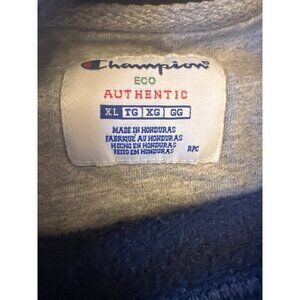 Champion
ECO
AUTHENTIC
XL TG XG GG
MADE IN HONDURAS
FABRIQUÉ AU HONDURAS
HECHO EN HONDURAS
FEITO EM HONDURAS
RPC